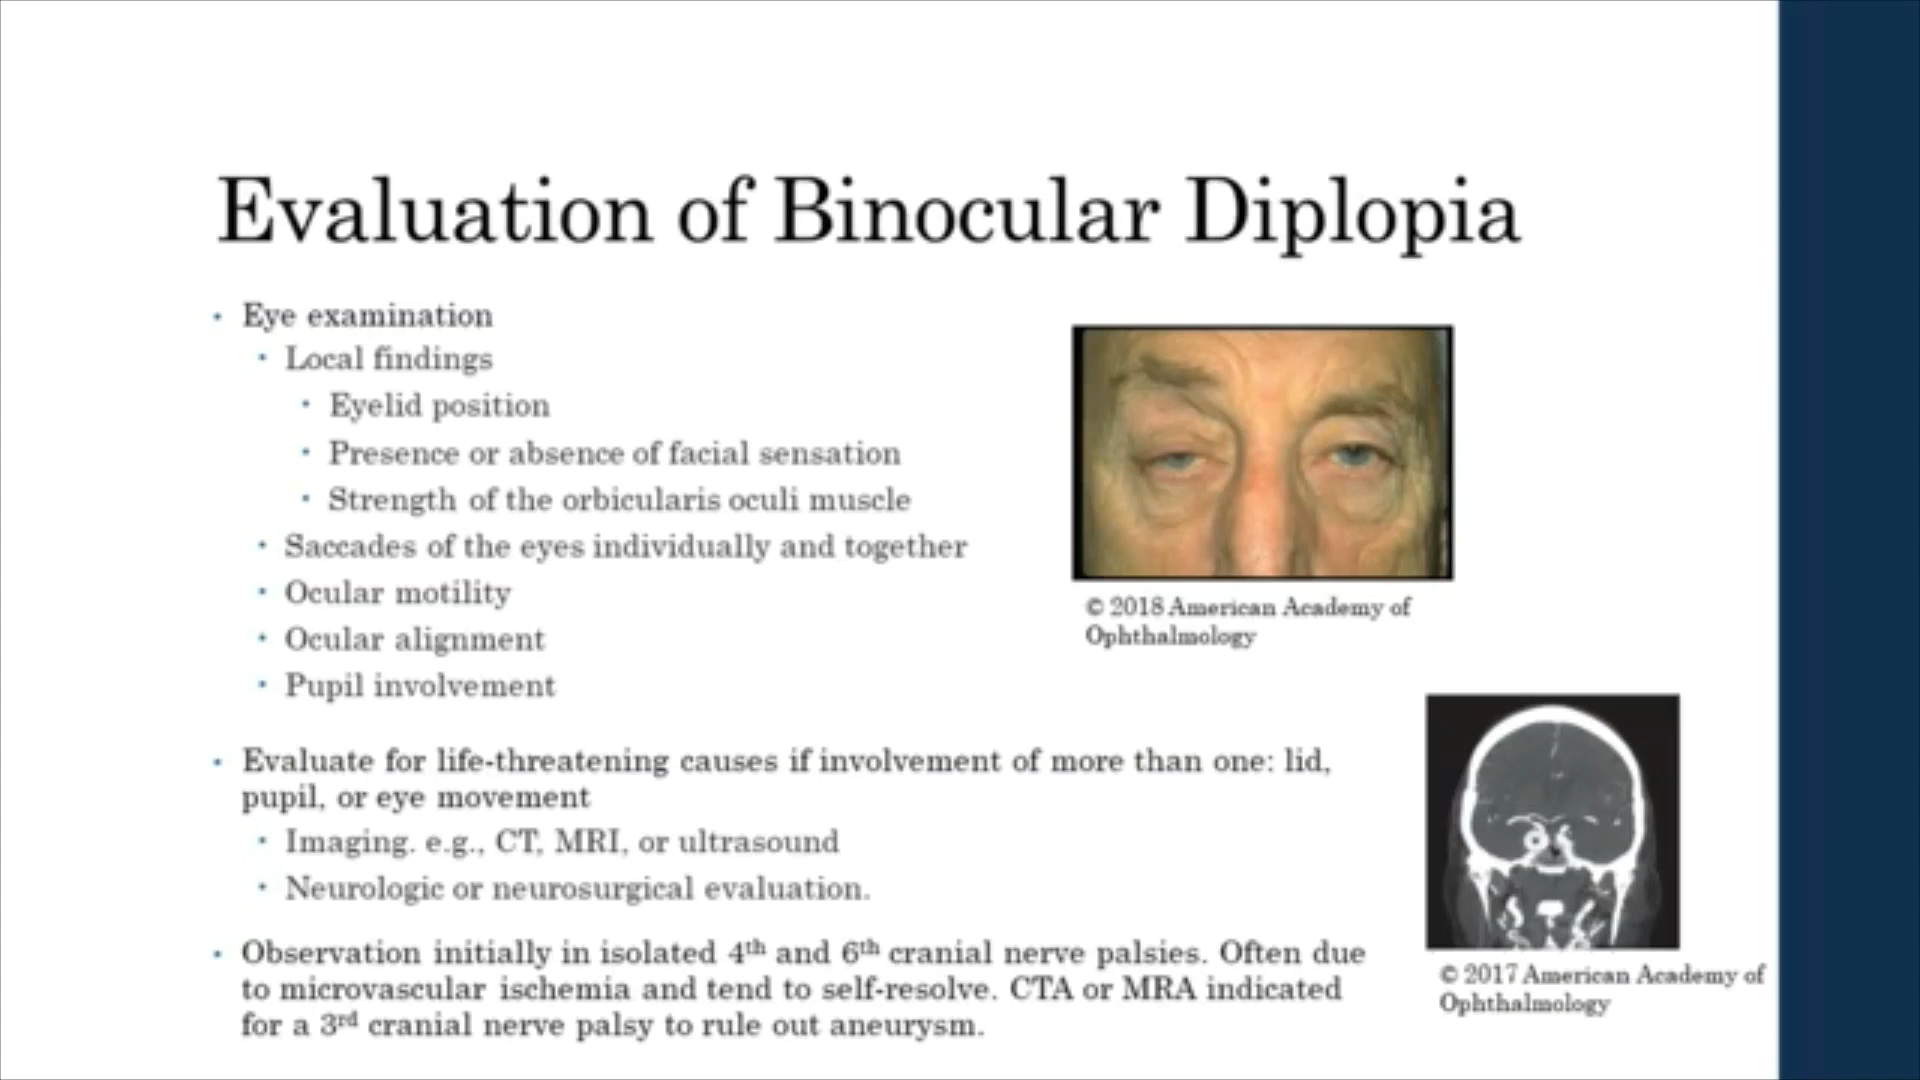 Evaluation of Binocular Diplopia
Eye examination
Local findings
Eyelid position
Presence or absence of facial sensation
Strength of the orbicularis oculi muscle
Saccades of the eyes individually and together
Ocular motility
Ocular alignment
Pupil involvement
© 2018 American Academy of
Ophthalmology
Evaluate for life-threatening causes if involvement of more than one: lid,
pupil, or eye movement
Imaging. e.g., CT, MRI, or ultrasound
Neurologic or neurosurgical evaluation.
Observation initially in isolated 4th and 6th cranial nerve palsies. Often due
to microvascular ischemia and tend to self-resolve. CTA or MRA indicated
for a 3rd cranial nerve palsy to rule out aneurysm.
© 2017 American Academy of
Ophthalmology